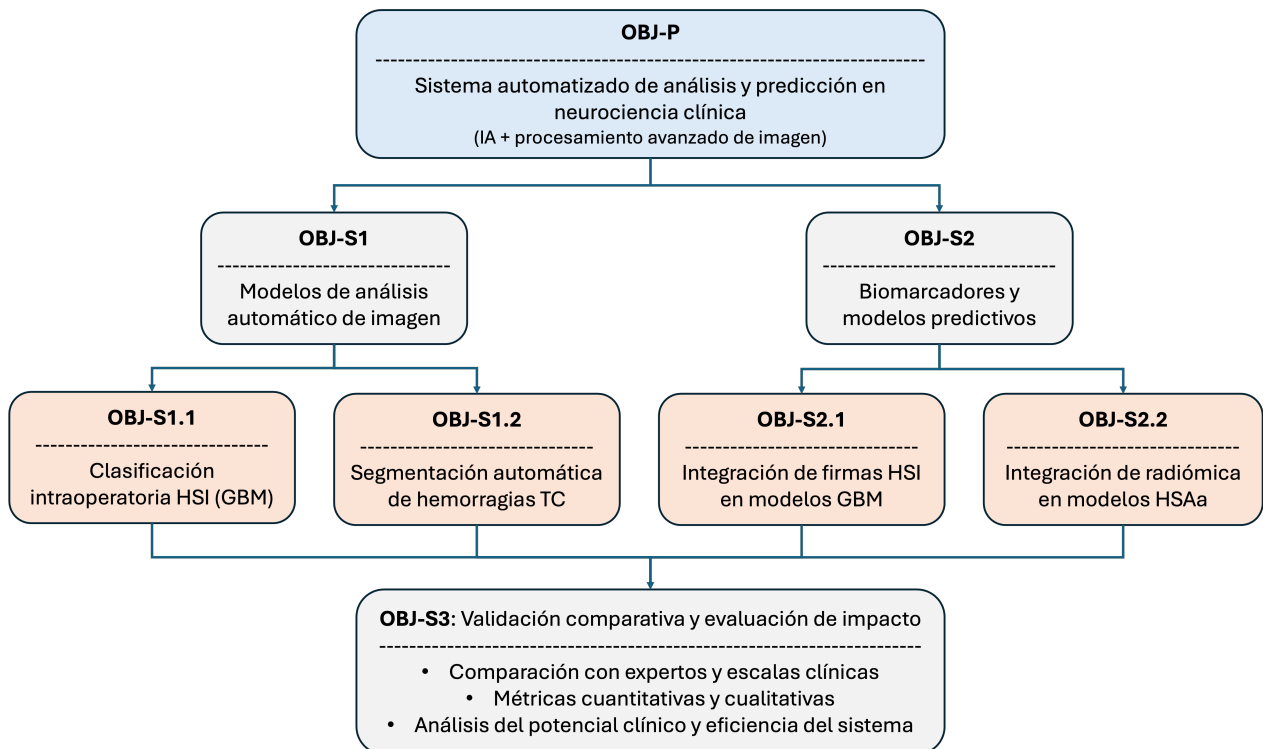 OBJ-P
--------------------------------------------------------------------
Sistema automatizado de análisis y predicción en
neurociencia clínica
(IA + procesamiento avanzado de imagen)
OBJ-S1
-----------------------------
Modelos de análisis
automático de imagen
OBJ-S2
-----------------------------
Biomarcadores y
modelos predictivos
OBJ-S1.1
-----------------------------
Clasificación
intraoperatoria HSI (GBM)
OBJ-S1.2
-----------------------------
Segmentación automática
de hemorragias TC
OBJ-S2.1
-----------------------------
Integración de firmas HSI
en modelos GBM
OBJ-S2.2
-----------------------------
Integración de radiómica
en modelos HSAa
OBJ-S3: Validación comparativa y evaluación de impacto
--------------------------------------------------------------------
• Comparación con expertos y escalas clínicas
• Métricas cuantitativas y cualitativas
• Análisis del potencial clínico y eficiencia del sistema